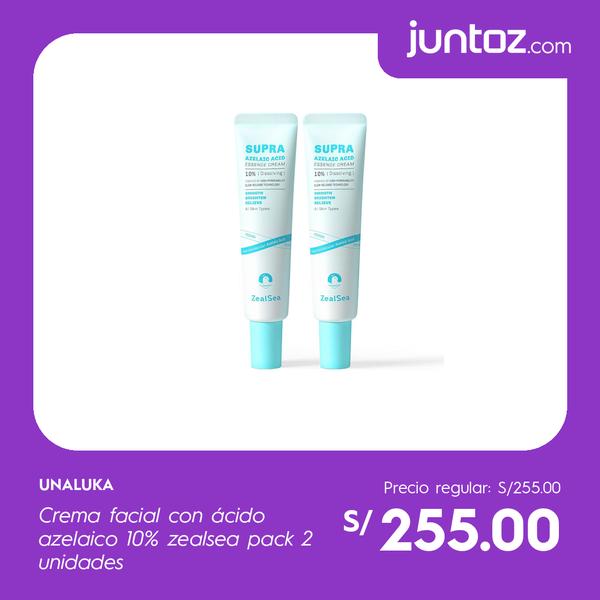 juntoz.com
SUPRA
AZELAIC ACID
ESSENCE CREAM
10% (Dissolving)
SMOOTH
BRIGHTEN
RELIEVE
All Skin Types
ZealSea
SUPRA
AZELAIC ACID
ESSENCE CREAM
10% (Dissolving)
SMOOTH
BRIGHTEN
RELIEVE
All Skin Types
ZealSea
UNALUKA
Crema facial con ácido
azelaico 10% zealsea pack 2
unidades
Precio regular: S/255.00
S/ 255.00